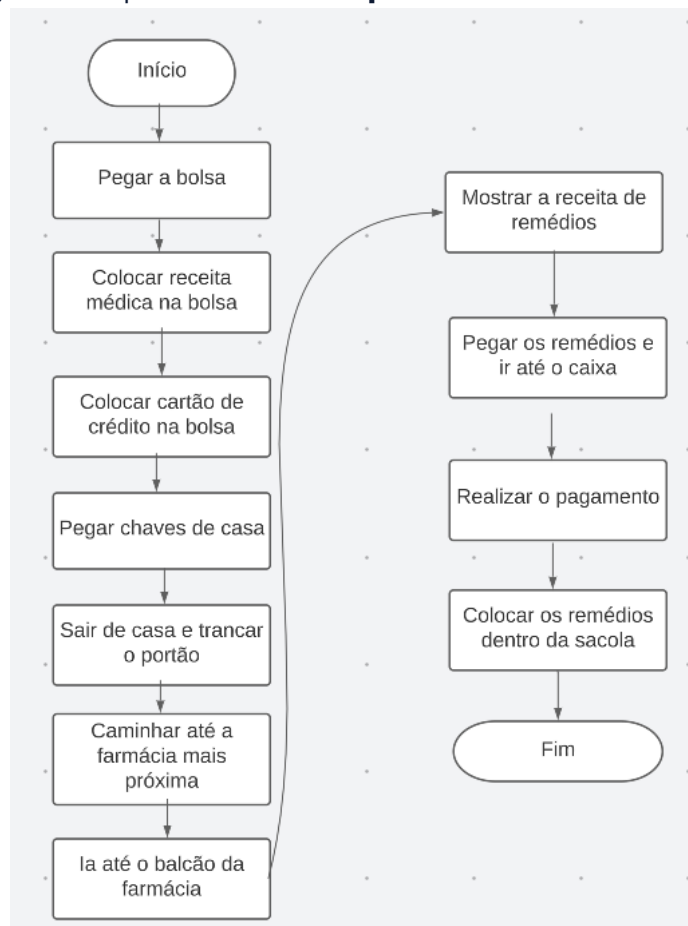 Início
Pegar a bolsa
Colocar receita
médica na bolsa
Colocar cartão de
crédito na bolsa
Pegar chaves de casa
Sair de casa e trancar
o portão
Caminhar até a
farmácia mais
próxima
Ia até o balcão da
farmácia
Mostrar a receita de
remédios
Pegar os remédios e
ir até o caixa
Realizar o pagamento
Colocar os remédios
dentro da sacola
Fim